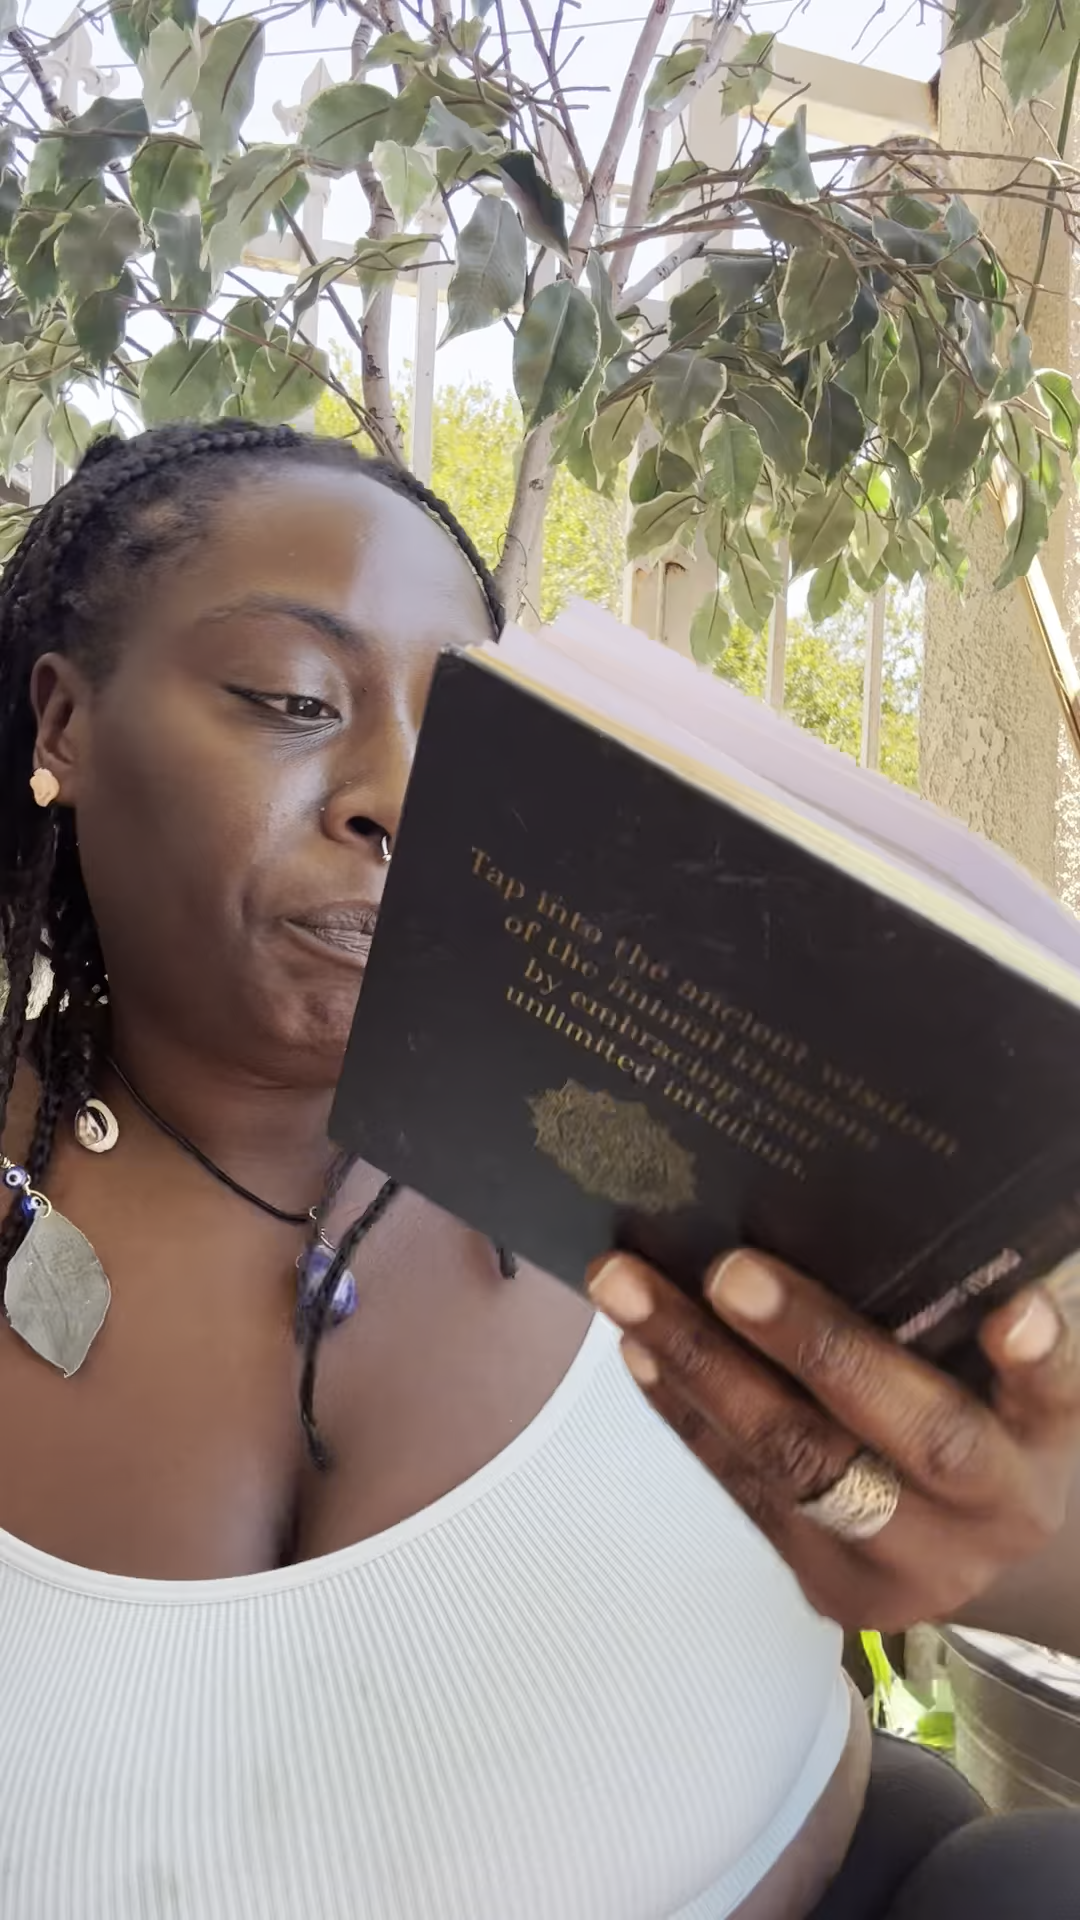 Tap into the ancient wisdom
of the animal kingdom
by embracing your
unlimited intuition.